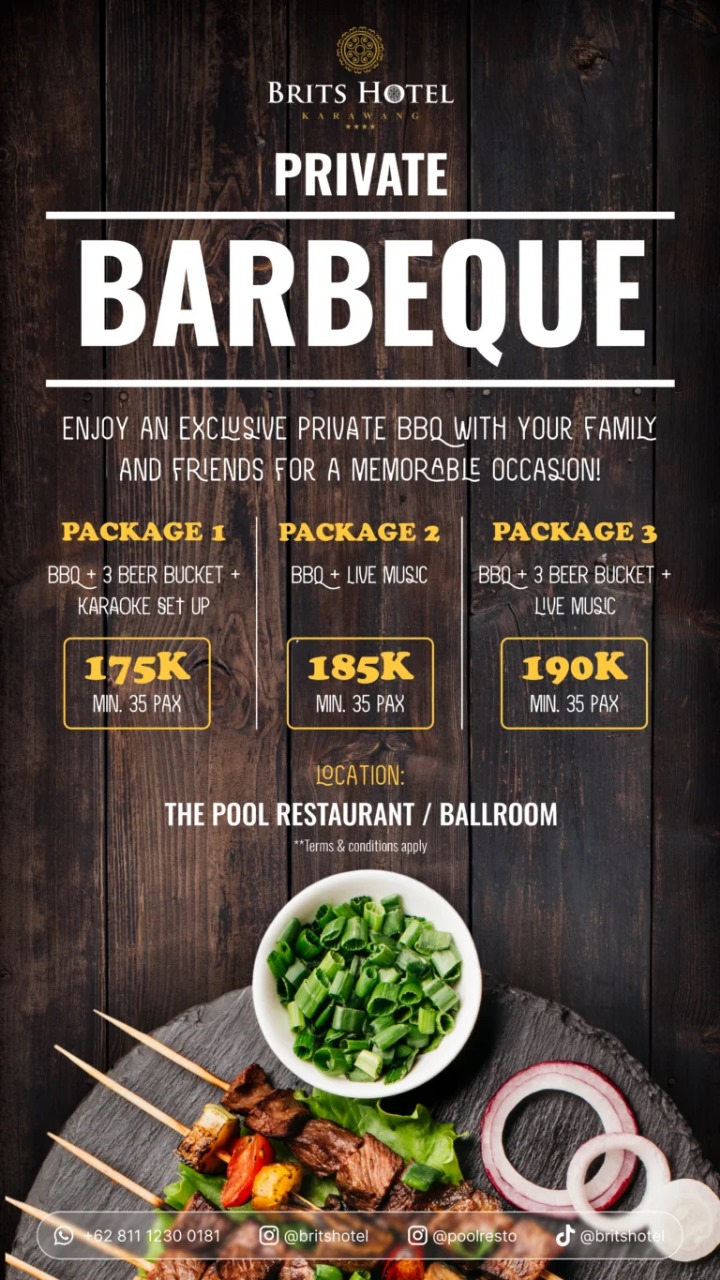 BRITS HOTEL
KARAWANG
PRIVATE
BARBEQUE
ENJOY AN EXCLUSIVE PRIVATE BBQ WITH YOUR FAMILY
AND FRIENDS FOR A MEMORABLE OCCASION!
PACKAGE 1
BBQ + 3 BEER BUCKET +
KARAOKE SET UP
175K
MIN. 35 PAX
PACKAGE 2
BBQ + LIVE MUSIC
185K
MIN. 35 PAX
PACKAGE 3
BBQ + 3 BEER BUCKET +
LIVE MUSIC
190K
MIN. 35 PAX
LOCATION:
THE POOL RESTAURANT / BALLROOM
**Terms & conditions apply
+62 811 1230 0181 @britshotel @poolresto @britshotel